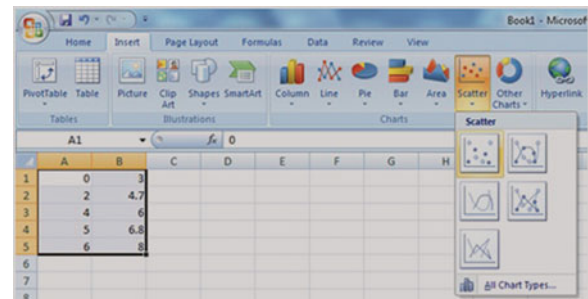 Book1 - Microsof
Home Insert Page Layout Formulas Data Review View
PivotTable Table Picture Clip Art Shapes SmartArt Column Line Pie Bar Area Scatter Other Charts Hyperlink
Tables Illustrations Charts
Scatter
A1 fx 0
A B C D E F G H
1 0 3
2 2 4.7
3 4 6
4 5 6.8
5 6 8
6
7
All Chart Types...